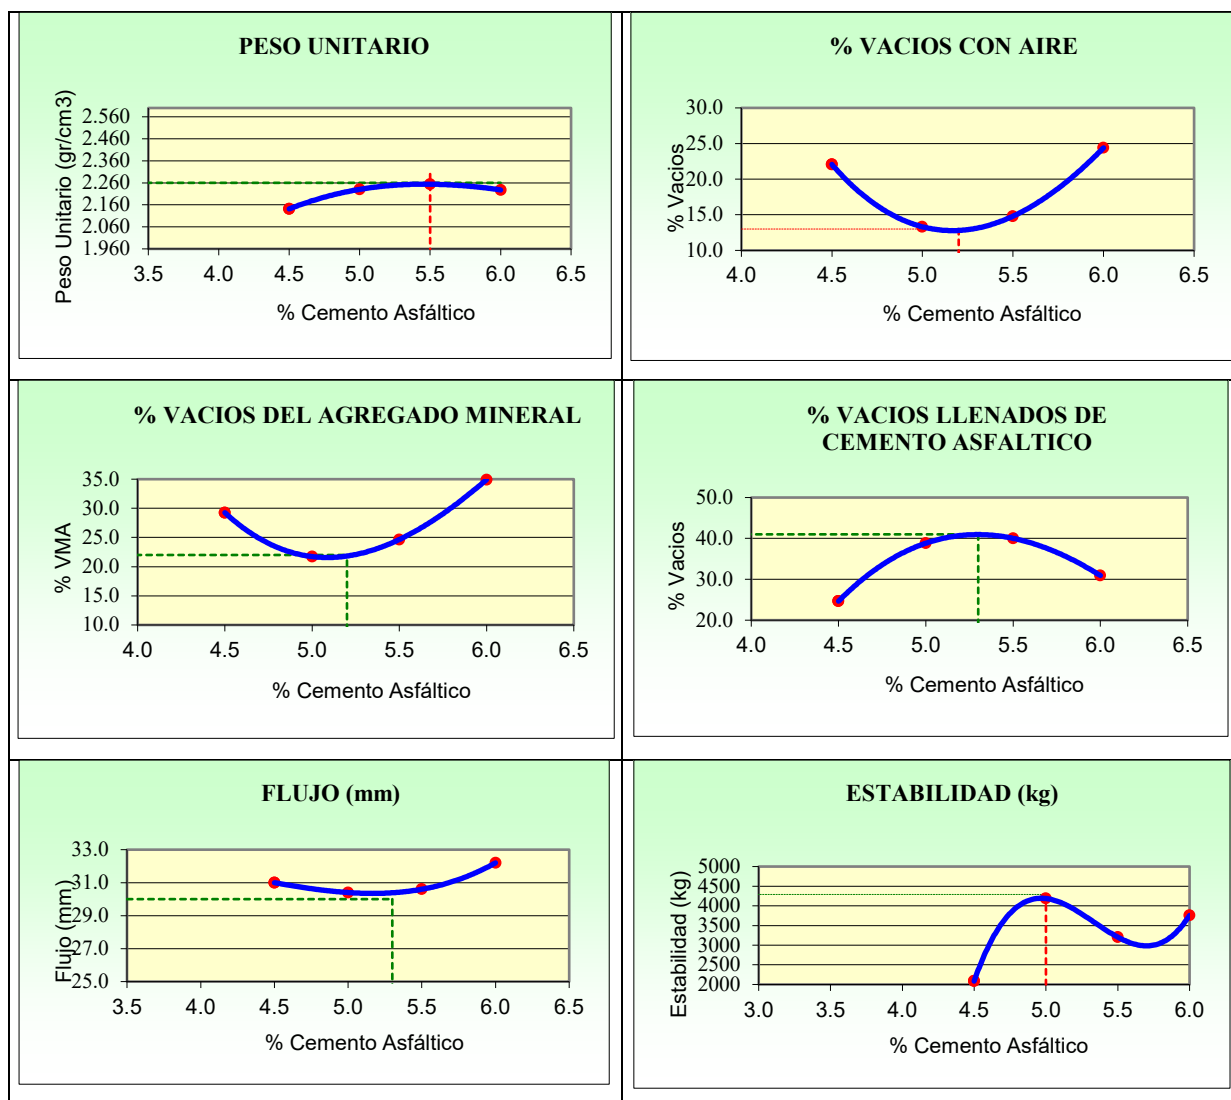 PESO UNITARIO
Peso Unitario (gr/cm3)
2.560
2.460
2.360
2.260
2.160
2.060
1.960
3.5 4.0 4.5 5.0 5.5 6.0 6.5
% Cemento Asfáltico
% VACIOS CON AIRE
% Vacios
30.0
25.0
20.0
15.0
10.0
4.0 4.5 5.0 5.5 6.0 6.5
% Cemento Asfáltico
% VACIOS DEL AGREGADO MINERAL
% VMA
35.0
30.0
25.0
20.0
15.0
10.0
4.0 4.5 5.0 5.5 6.0 6.5
% Cemento Asfáltico
% VACIOS LLENADOS DE
CEMENTO ASFALTICO
% Vacios
50.0
40.0
30.0
20.0
4.0 4.5 5.0 5.5 6.0 6.5
% Cemento Asfáltico
FLUJO (mm)
Flujo (mm)
33.0
31.0
29.0
27.0
25.0
3.5 4.0 4.5 5.0 5.5 6.0 6.5
% Cemento Asfáltico
ESTABILIDAD (kg)
Estabilidad (kg)
5000
4500
4000
3500
3000
2500
2000
3.0 3.5 4.0 4.5 5.0 5.5 6.0
% Cemento Asfáltico